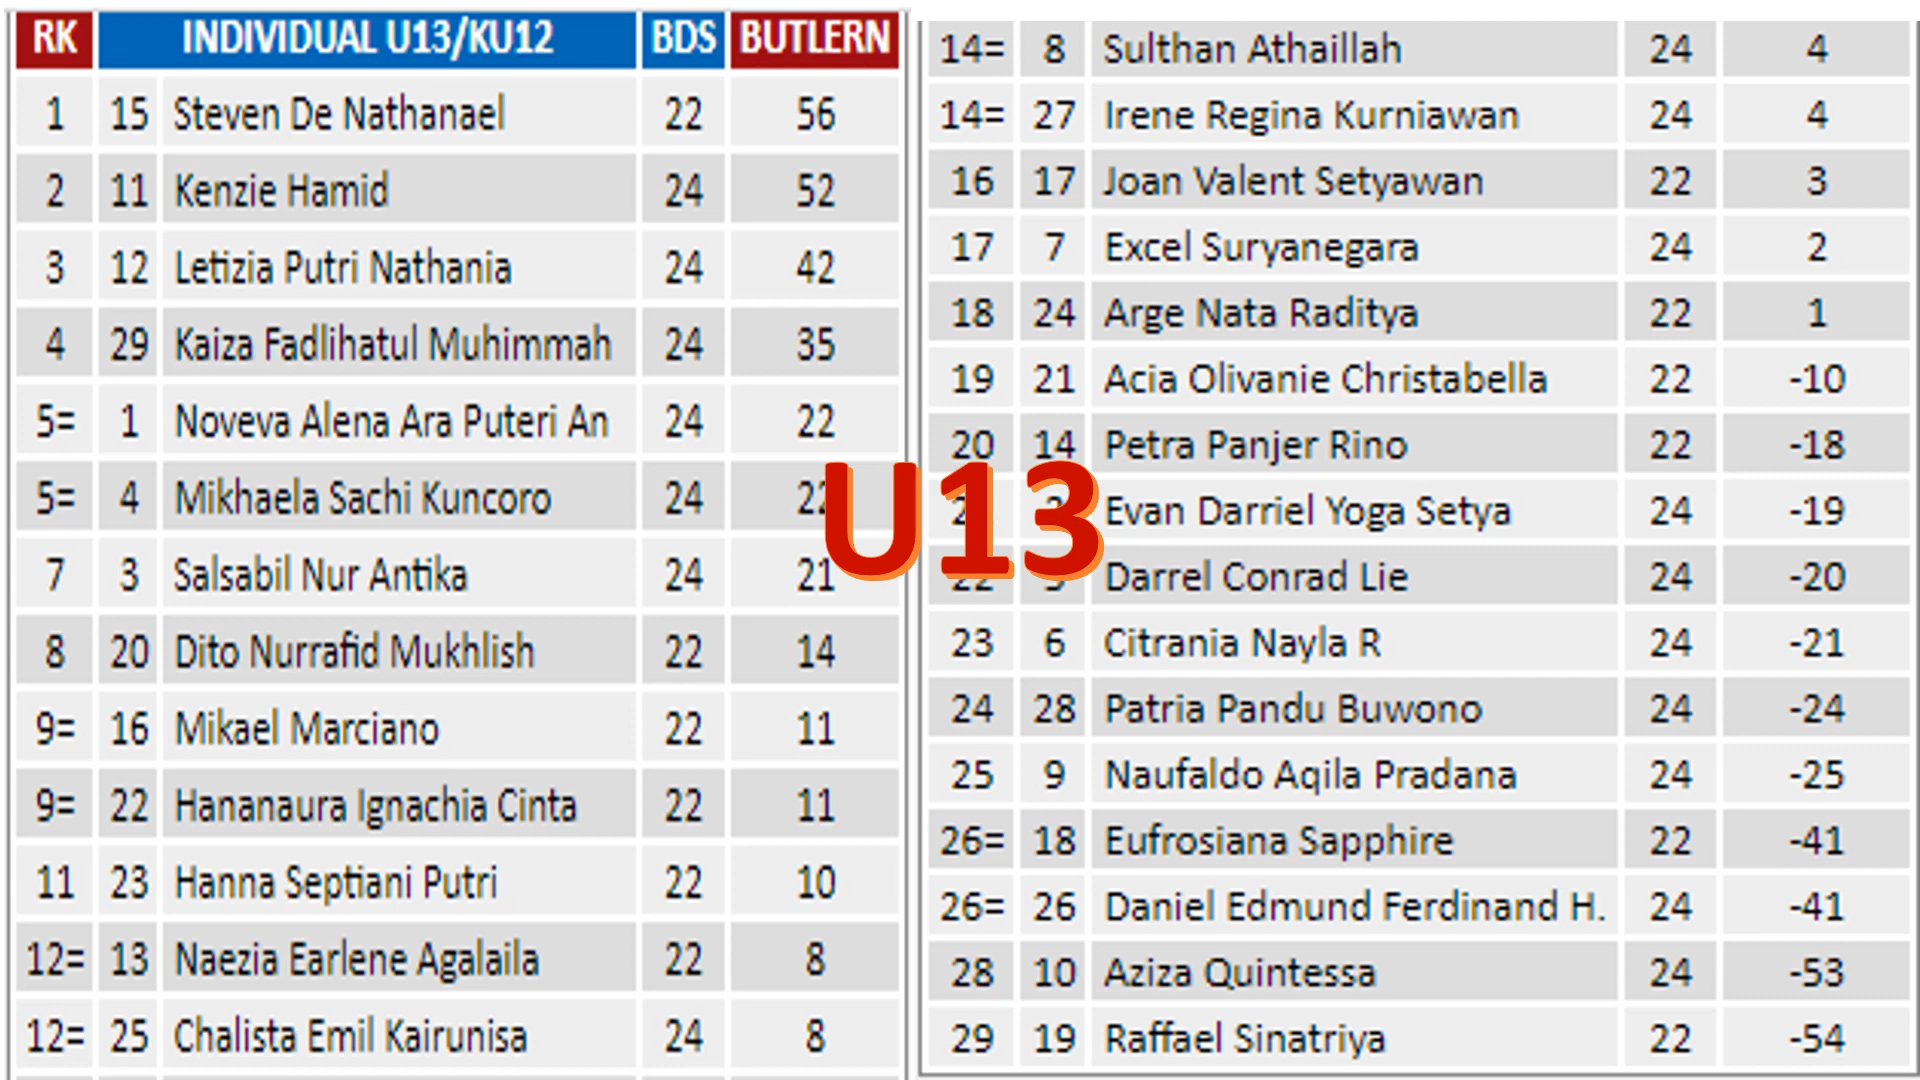 RK INDIVIDUAL U13/KU12 BDS BUTLERN
1 15 Steven De Nathanael 22 56
2 11 Kenzie Hamid 24 52
3 12 Letizia Putri Nathania 24 42
4 29 Kaiza Fadlihatul Muhimmah 24 35
5= 1 Noveva Alena Ara Puteri An 24 22
5= 4 Mikhaela Sachi Kuncoro 24 22
7 3 Salsabil Nur Antika 24 21
8 20 Dito Nurrafid Mukhlish 22 14
9= 16 Mikael Marciano 22 11
9= 22 Hananaura Ignachia Cinta 22 11
11 23 Hanna Septiani Putri 22 10
12= 13 Naezia Earlene Agalaila 22 8
12= 25 Chalista Emil Kairunisa 24 8
14= 8 Sulthan Athaillah 24 4
14= 27 Irene Regina Kurniawan 24 4
16 17 Joan Valent Setyawan 22 3
17 7 Excel Suryanegara 24 2
18 24 Arge Nata Raditya 22 1
19 21 Acia Olivanie Christabella 22 -10
20 14 Petra Panjer Rino 22 -18
Evan Darriel Yoga Setya 24 -19
22 Darrel Conrad Lie 24 -20
23 6 Citrania Nayla R 24 -21
24 28 Patria Pandu Buwono 24 -24
25 9 Naufaldo Aqila Pradana 24 -25
26= 18 Eufrosiana Sapphire 22 -41
26= 26 Daniel Edmund Ferdinand H. 24 -41
28 10 Aziza Quintessa 24 -53
29 19 Raffael Sinatriya 22 -54
U13